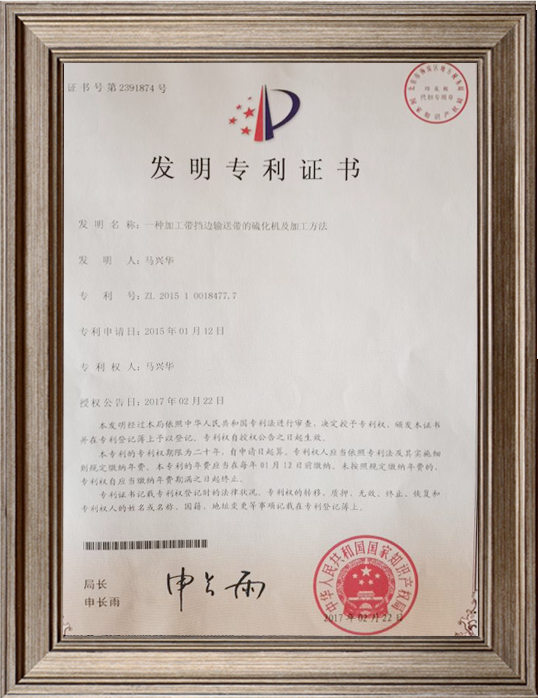 证书号第2391874号
发明专利证书
发 明 名 称：一种加工带挡边输送带的硫化机及加工方法
发 明 人：马兴华
专 利 号：ZL 2015 1 0018477.7
专利申请日：2015年01月12日
专 利 权 人：马兴华
授权公告日：2017年02月22日
本发明经过本局依照中华人民共和国专利法进行审查，决定授予专利权，颁发本证书
并在专利登记簿上予以登记。专利权自授权公告之日起生效。
本专利的专利权期限为二十年，自申请日起算。专利权人应当依照专利法及其实施细
则规定缴纳年费。本专利的年费应当在每年01月12日前缴纳。未按照规定缴纳年费的，
专利权自应当缴纳年费期满之日起终止。
专利证书记载专利权登记时的法律状况。专利权的转移、质押、无效、终止、恢复和
专利权人的姓名或名称、国籍、地址变更等事项记载在专利登记簿上。
局长
申长雨
申长雨
中华人民共和国国家知识产权局
2017年02月22日